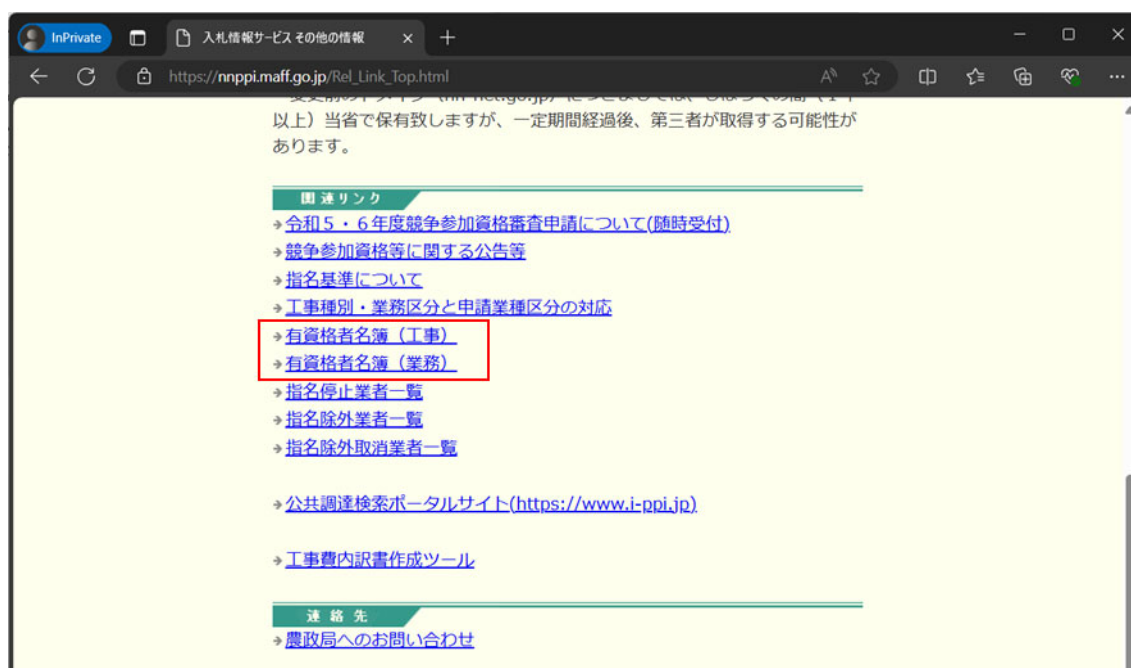 InPrivate
入札情報サービス その他の情報
https://nnppi.maff.go.jp/Rel_Link_Top.html
以上）当省で保有致しますが、一定期間経過後、第三者が取得する可能性が
あります。
関連リンク
令和５・６年度競争参加資格審査申請について(随時受付)
競争参加資格等に関する公告等
指名基準について
工事種別・業務区分と申請業種区分の対応
有資格者名簿（工事）
有資格者名簿（業務）
指名停止業者一覧
指名除外業者一覧
指名除外取消業者一覧
公共調達検索ポータルサイト(https://www.i-ppi.jp)
工事費内訳書作成ツール
連絡先
農政局へのお問い合わせ